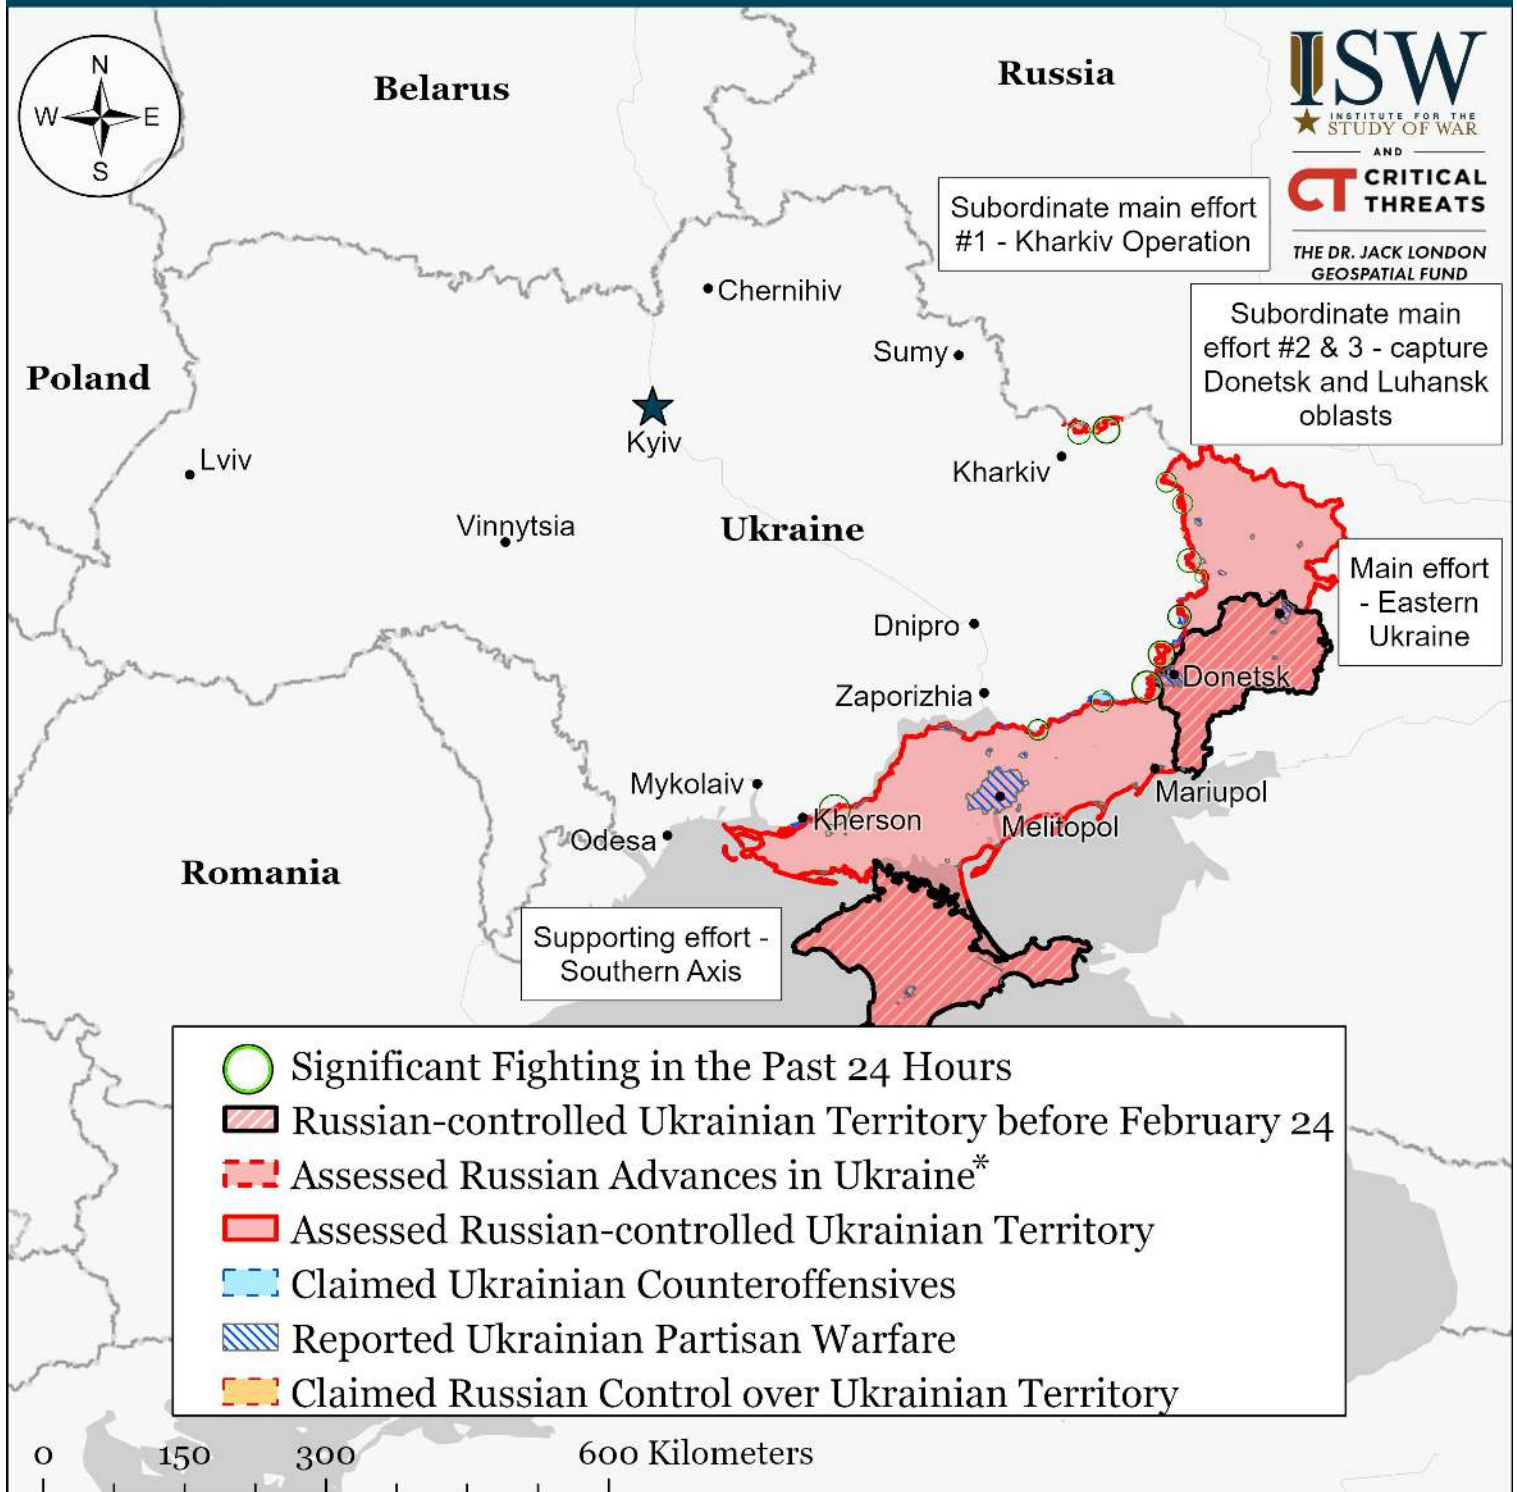 N
W
E
S
Belarus
Russia
ISW
INSTITUTE FOR THE
STUDY OF WAR
AND
CT CRITICAL
THREATS
THE DR. JACK LONDON
GEOSPATIAL FUND
Subordinate main effort
#1 - Kharkiv Operation
Subordinate main
effort #2 & 3 - capture
Donetsk and Luhansk
oblasts
Chernihiv
Sumy
Poland
Kyiv
Lviv
Kharkiv
Vinnytsia
Ukraine
Main effort
- Eastern
Ukraine
Dnipro
Donetsk
Zaporizhia
Mykolaiv
Mariupol
Kherson
Melitopol
Odesa
Romania
Supporting effort -
Southern Axis
Significant Fighting in the Past 24 Hours
Russian-controlled Ukrainian Territory before February 24
Assessed Russian Advances in Ukraine*
Assessed Russian-controlled Ukrainian Territory
Claimed Ukrainian Counteroffensives
Reported Ukrainian Partisan Warfare
Claimed Russian Control over Ukrainian Territory
0 150 300 600 Kilometers